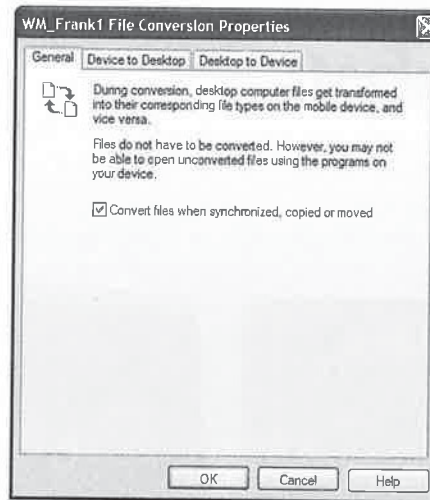 WM_Frank1 File Conversion Properties
General
Device to Desktop
Desktop to Device
During conversion, desktop computer files get transformed
into their corresponding file types on the mobile device, and
vice versa.
Files do not have to be converted. However, you may not
be able to open unconverted files using the programs on
your device.
Convert files when synchronized, copied or moved
OK
Cancel
Help